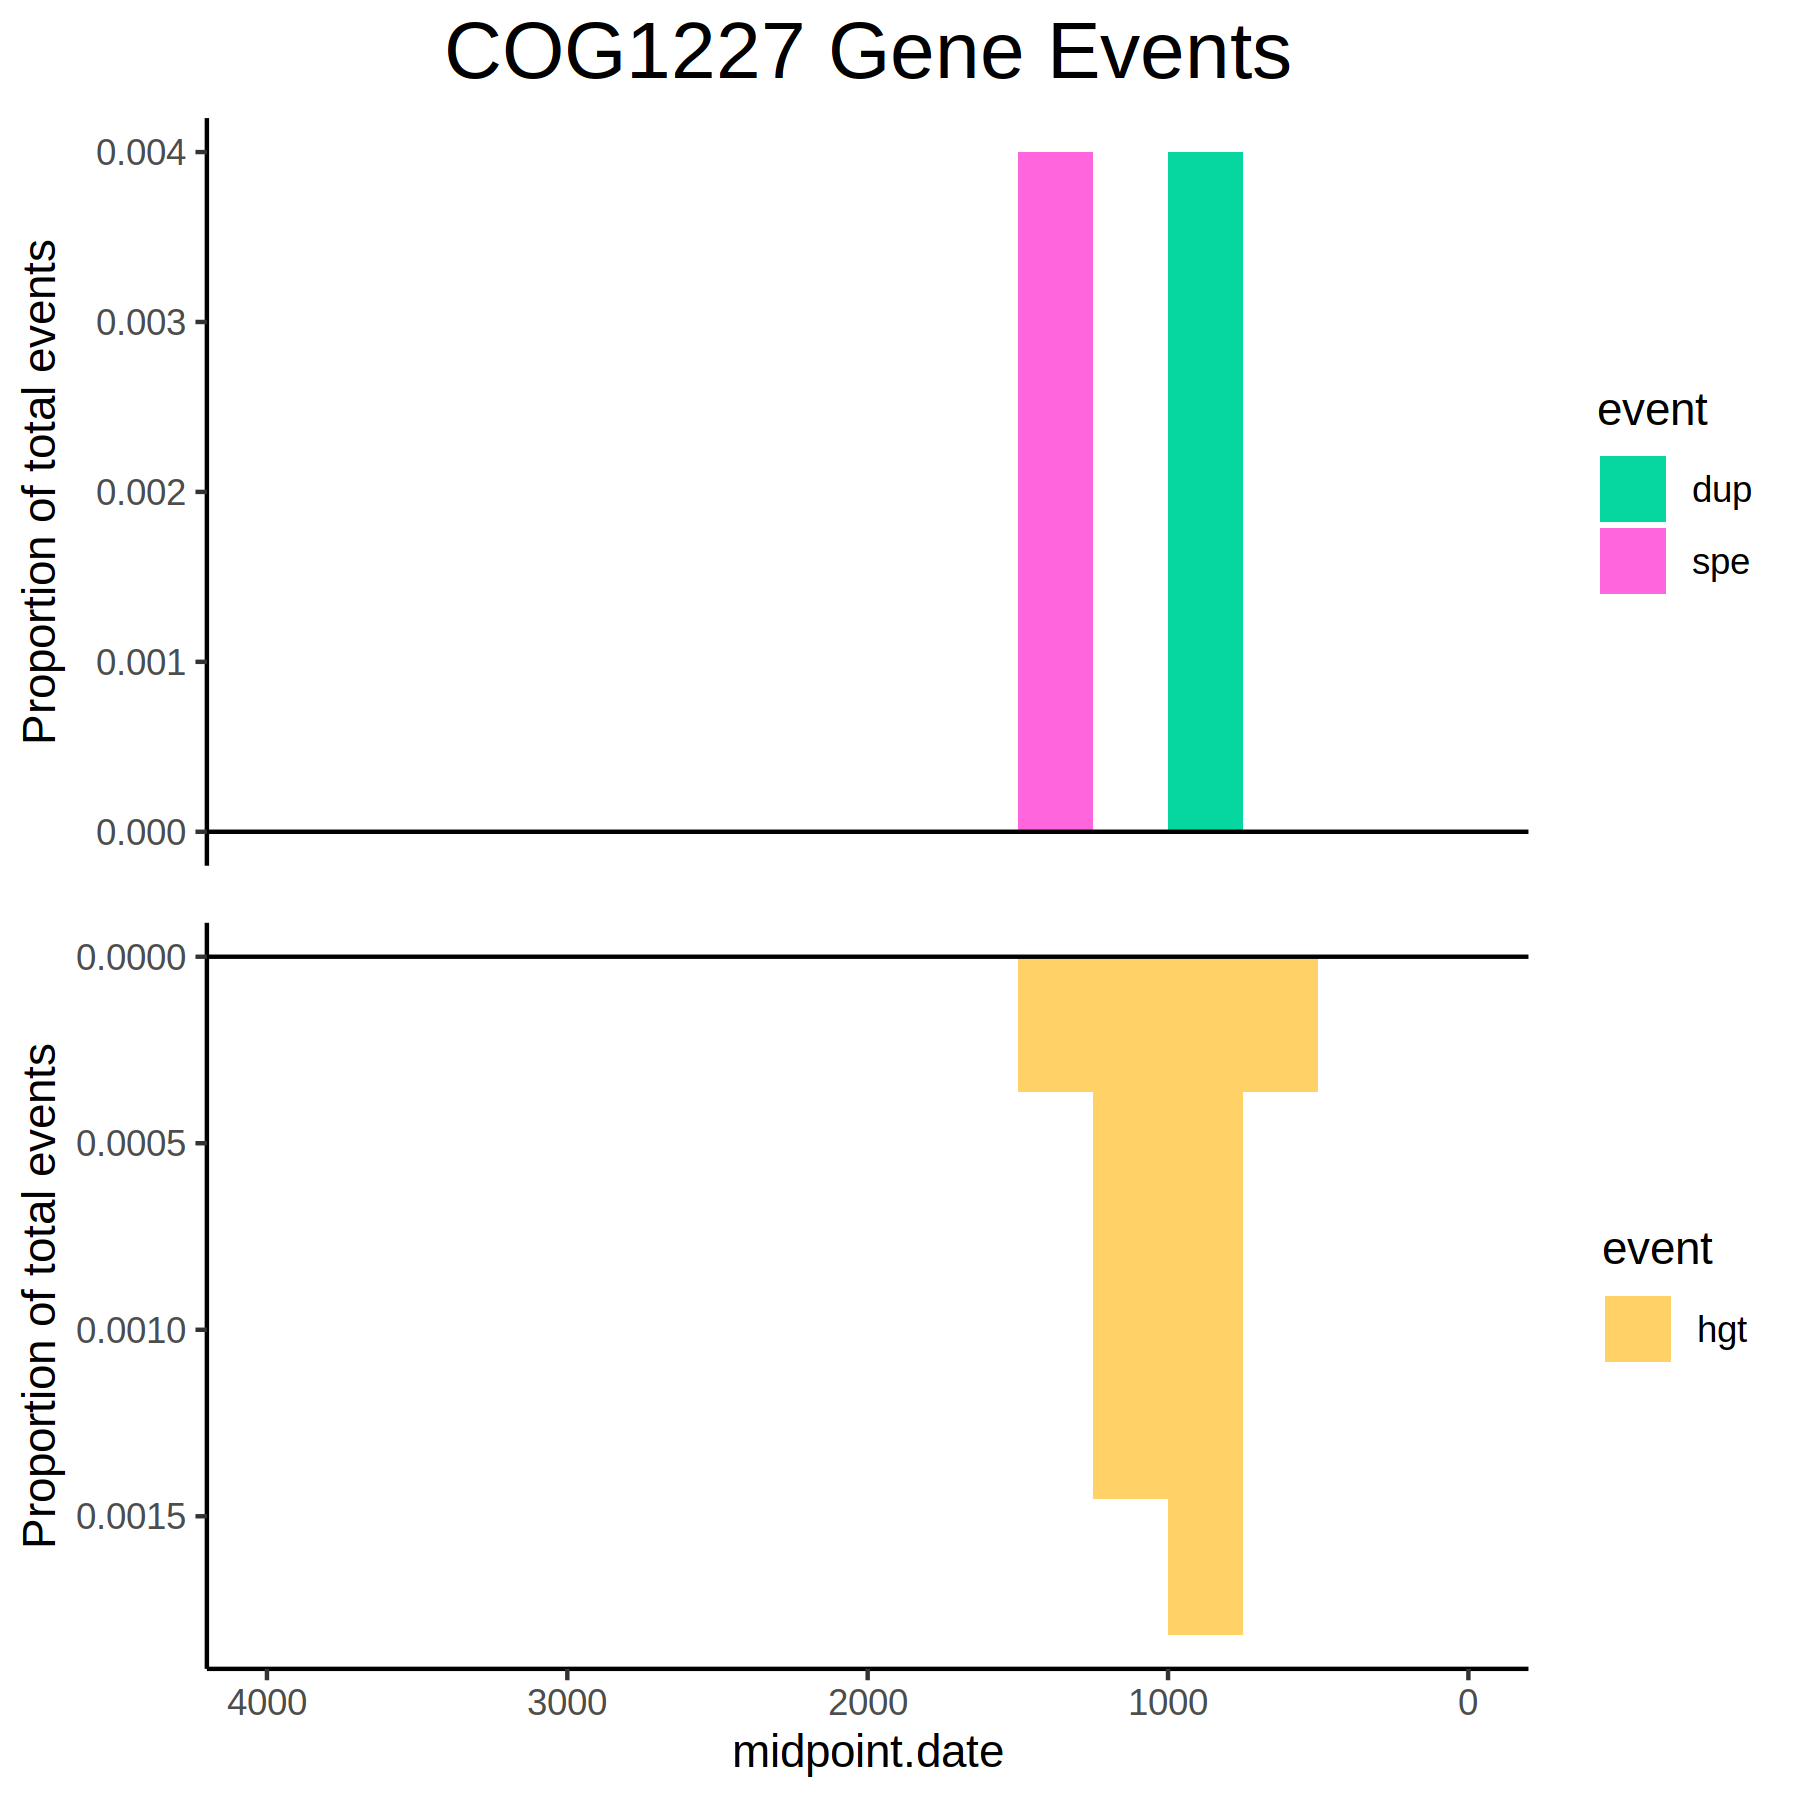 COG1227 Gene Events
Proportion of total events
0.004
0.003
0.002
0.001
0.000
event
dup
spe
Proportion of total events
0.0000
0.0005
0.0010
0.0015
event
hgt
4000 3000 2000 1000 0
midpoint.date